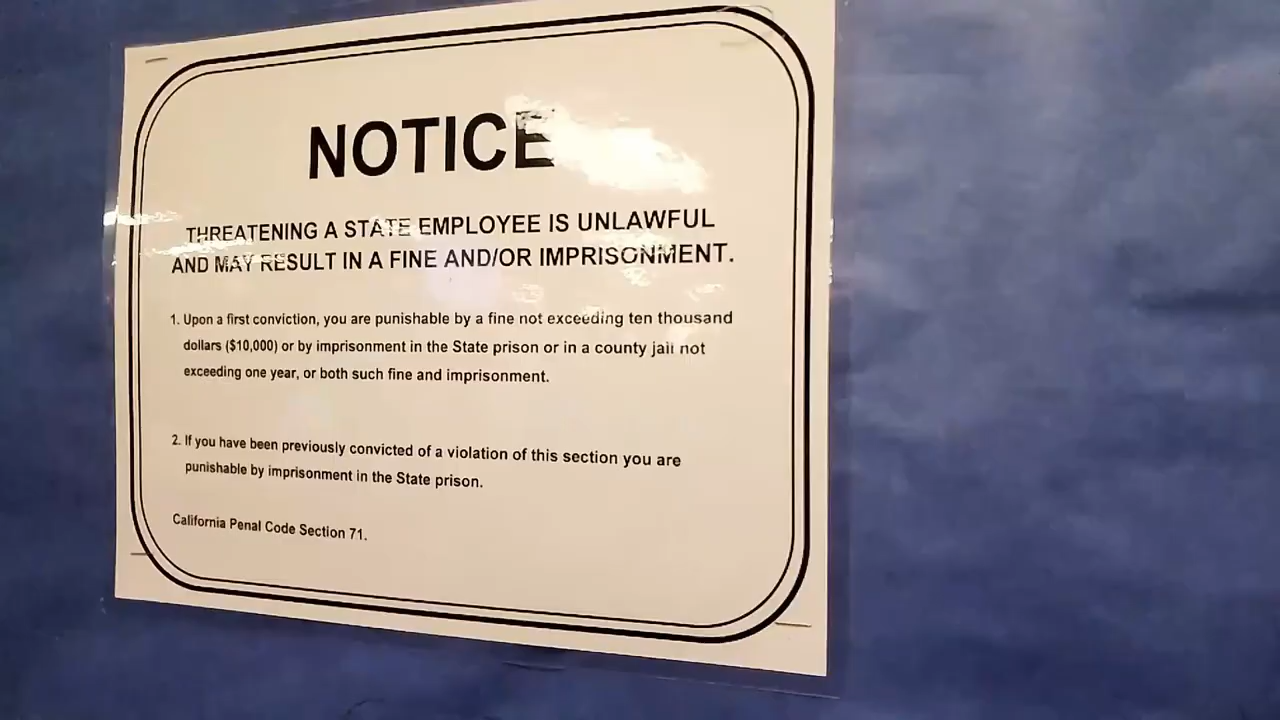 NOTICE
THREATENING A STATE EMPLOYEE IS UNLAWFUL
AND MAY RESULT IN A FINE AND/OR IMPRISONMENT.
1. Upon a first conviction, you are punishable by a fine not exceeding ten thousand
dollars ($10,000) or by imprisonment in the State prison or in a county jail not
exceeding one year, or both such fine and imprisonment.
2. If you have been previously convicted of a violation of this section you are
punishable by imprisonment in the State prison.
California Penal Code Section 71.